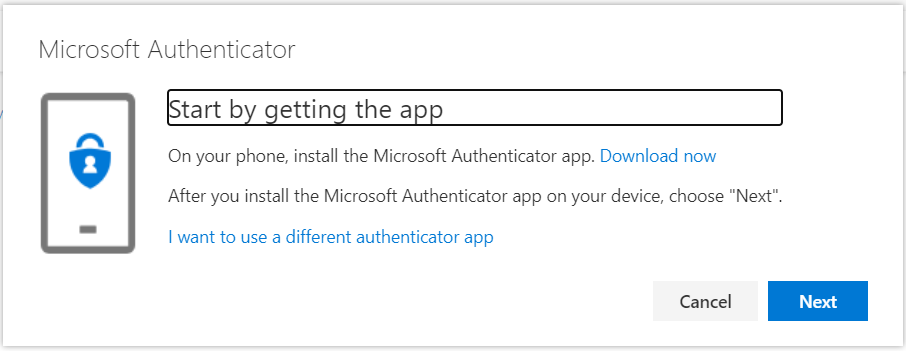 Microsoft Authenticator
Start by getting the app
On your phone, install the Microsoft Authenticator app. Download now
After you install the Microsoft Authenticator app on your device, choose "Next".
I want to use a different authenticator app
Cancel Next